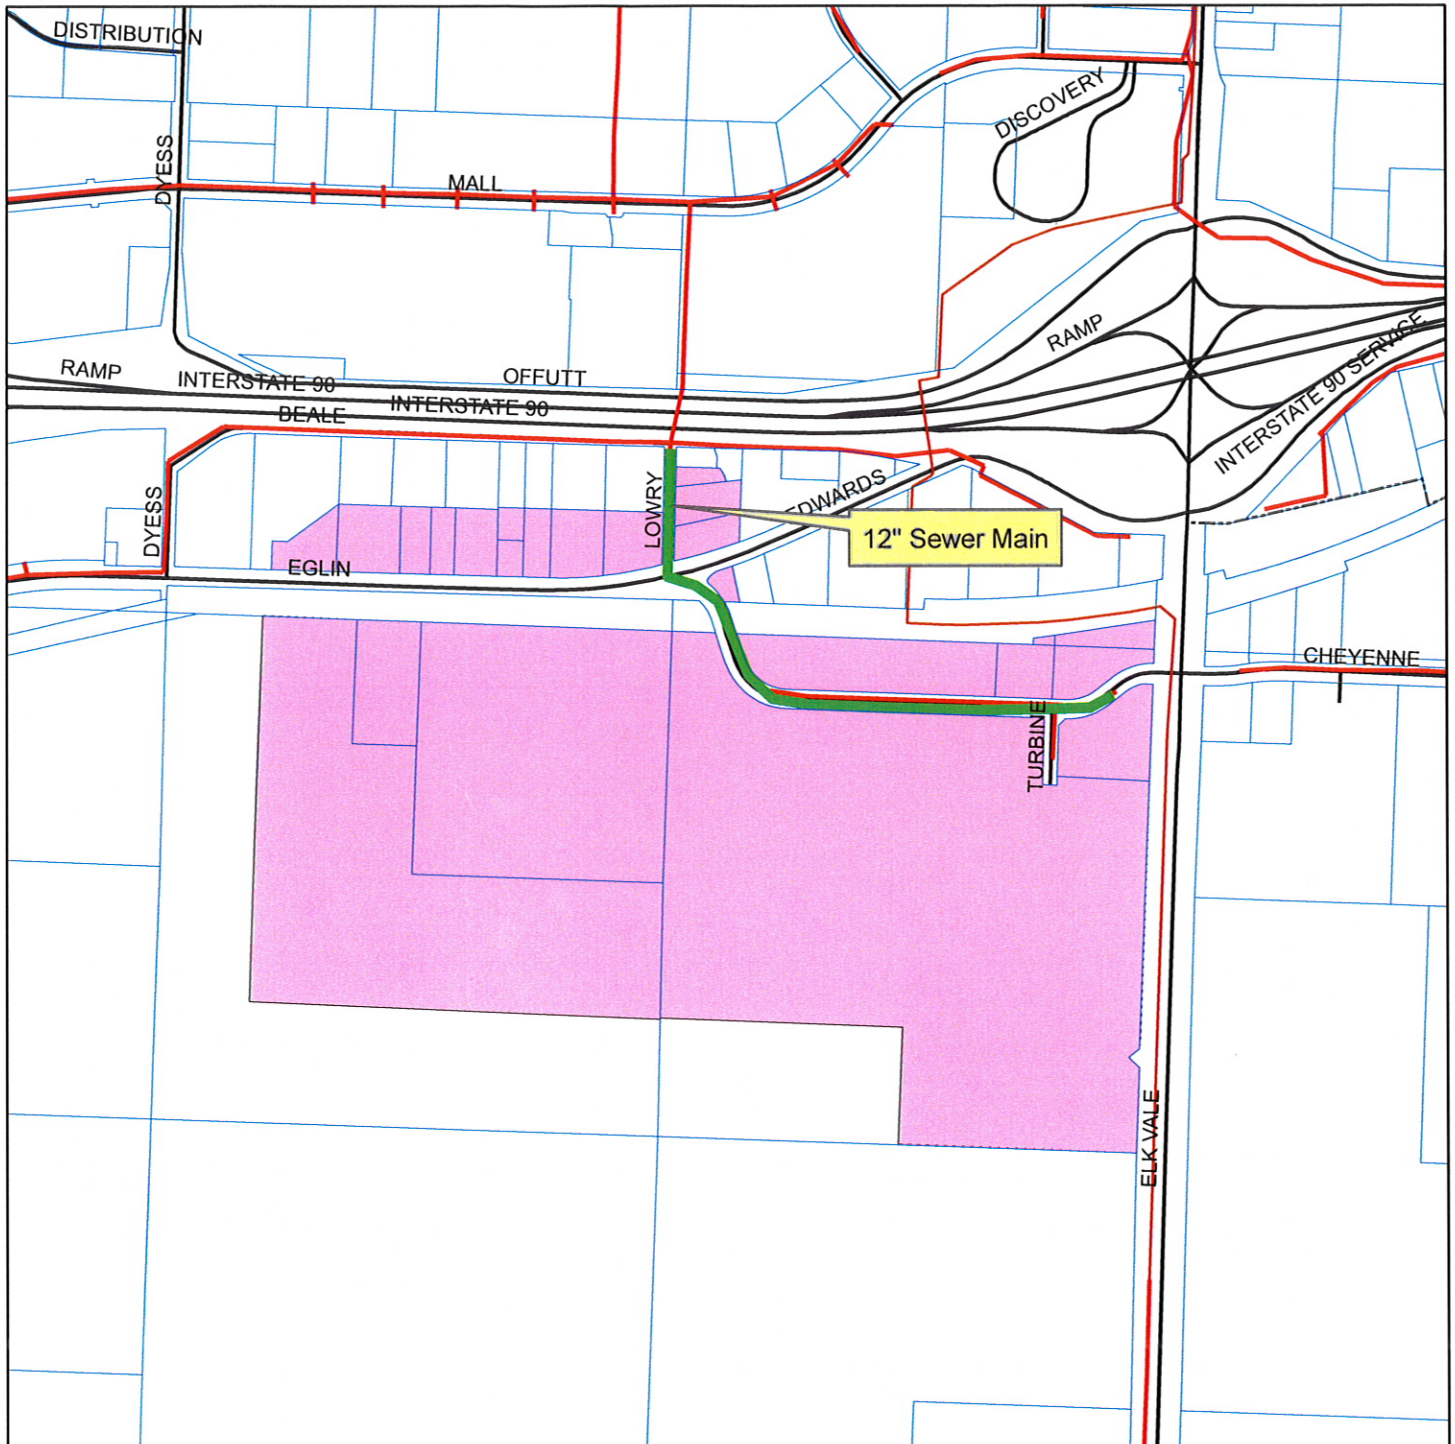 DISTRIBUTION
DISCOVERY
DYESS
MALL
RAMP
RAMP
INTERSTATE 90
OFFUTT
INTERSTATE 90 SERVICE
BEALE
INTERSTATE 90
DYESS
LOWRY
EDWARDS
12" Sewer Main
EGLIN
CHEYENNE
TURBINE
ELK VALE